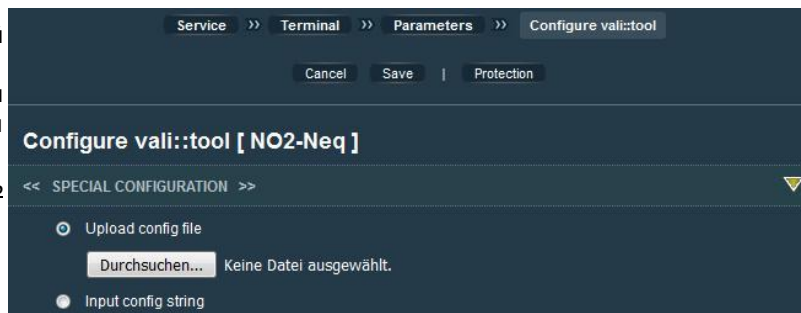 Service >> Terminal >> Parameters >> Configure vali::tool
Cancel Save | Protection
Configure vali::tool [ NO2-Neq ]
<< SPECIAL CONFIGURATION >>
Upload config file
Durchsuchen... Keine Datei ausgewählt.
Input config string